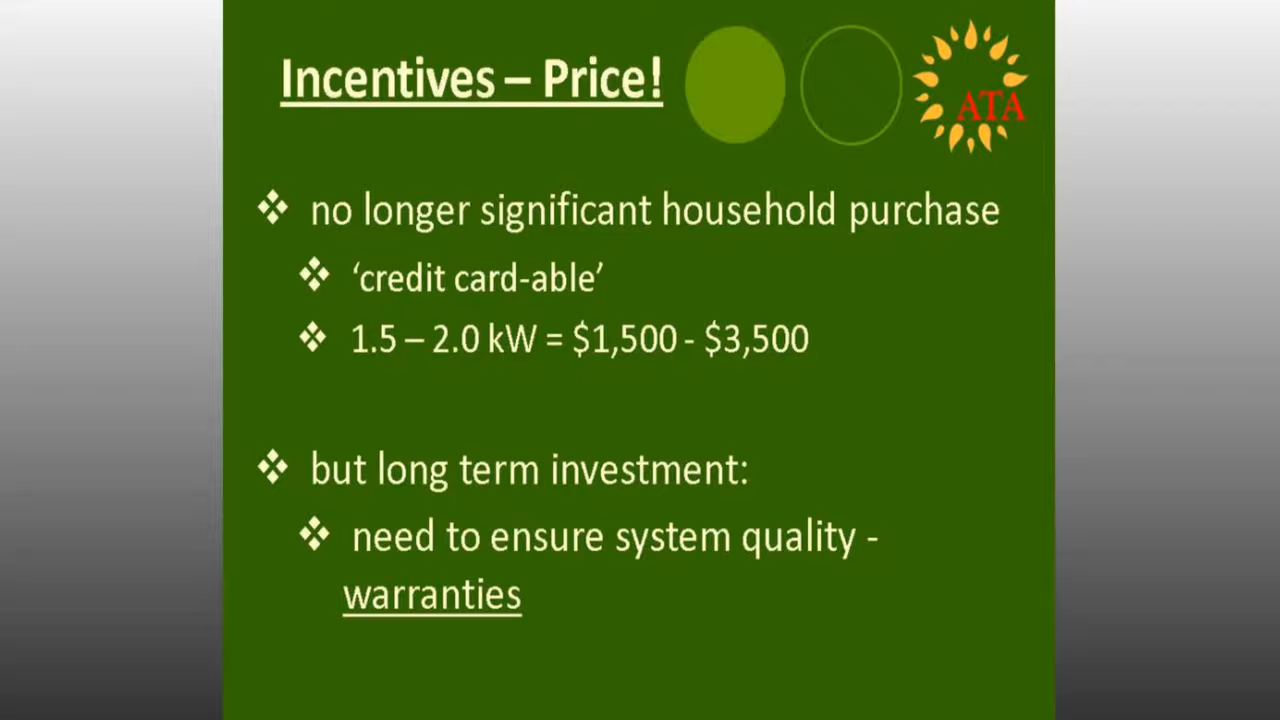 Incentives – Price!
ATA
❖ no longer significant household purchase
❖ ‘credit card-able’
❖ 1.5 – 2.0 kW = $1,500 - $3,500
❖ but long term investment:
❖ need to ensure system quality -
warranties